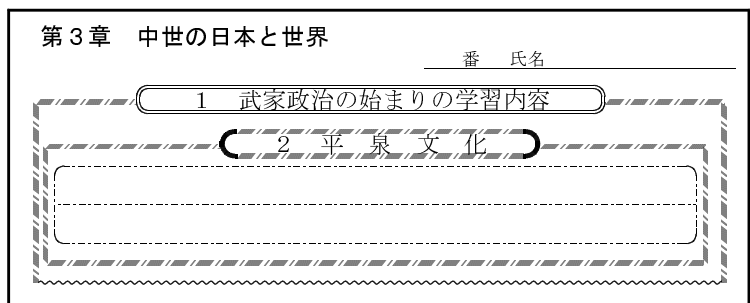 第３章　中世の日本と世界
番　氏名
１　武家政治の始まりの学習内容
２　平　泉　文　化